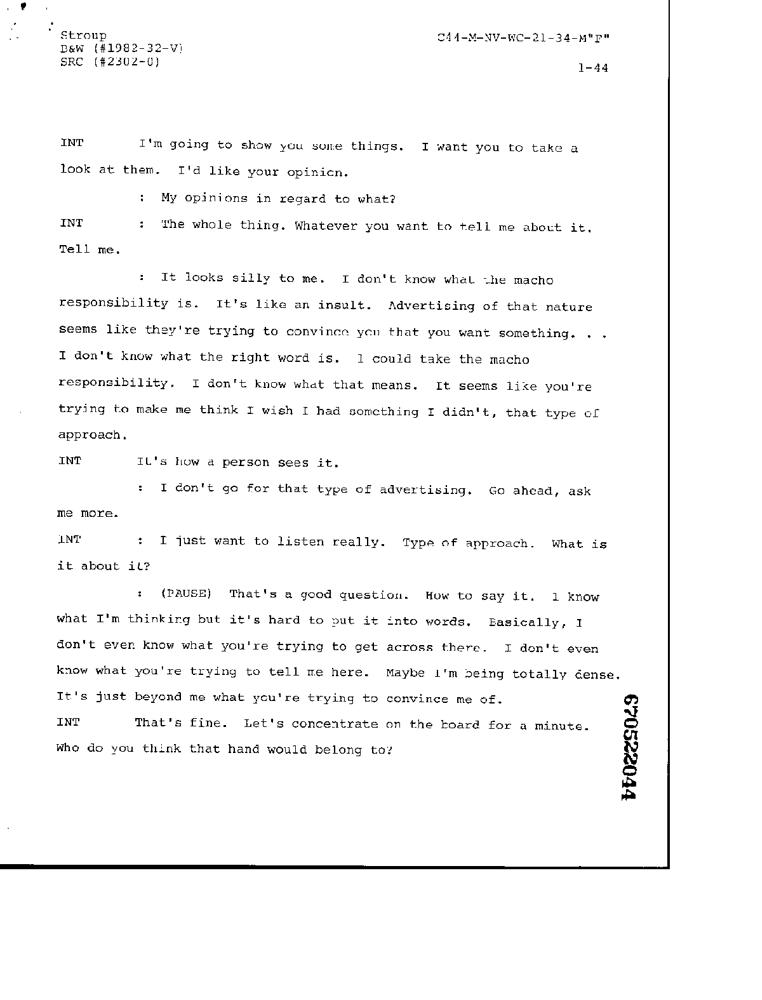 Stroup
B&W (#1982-32-V)
SRC (#2302-0)
C44-M-NV-WC-21-34-M"F"
1-44
INT I'm going to show you some things. I want you to take a
look at them. I'd like your opinion.
: My opinions in regard to what?
INT : The whole thing. Whatever you want to tell me about it.
Tell me.
: It looks silly to me. I don't know what the macho
responsibility is. It's like an insult. Advertising of that nature
seems like they're trying to convince you that you want something. . .
I don't know what the right word is. I could take the macho
responsibility. I don't know what that means. It seems like you're
trying to make me think I wish I had something I didn't, that type of
approach.
INT It's how a person sees it.
: I don't go for that type of advertising. Go ahead, ask
me more.
INT : I just want to listen really. Type of approach. What is
it about it?
: (PAUSE) That's a good question. How to say it. I know
what I'm thinking but it's hard to put it into words. Basically, I
don't even know what you're trying to get across there. I don't even
know what you're trying to tell me here. Maybe I'm being totally dense.
It's just beyond me what you're trying to convince me of.
INT That's fine. Let's concentrate on the board for a minute.
Who do you think that hand would belong to?
670522044